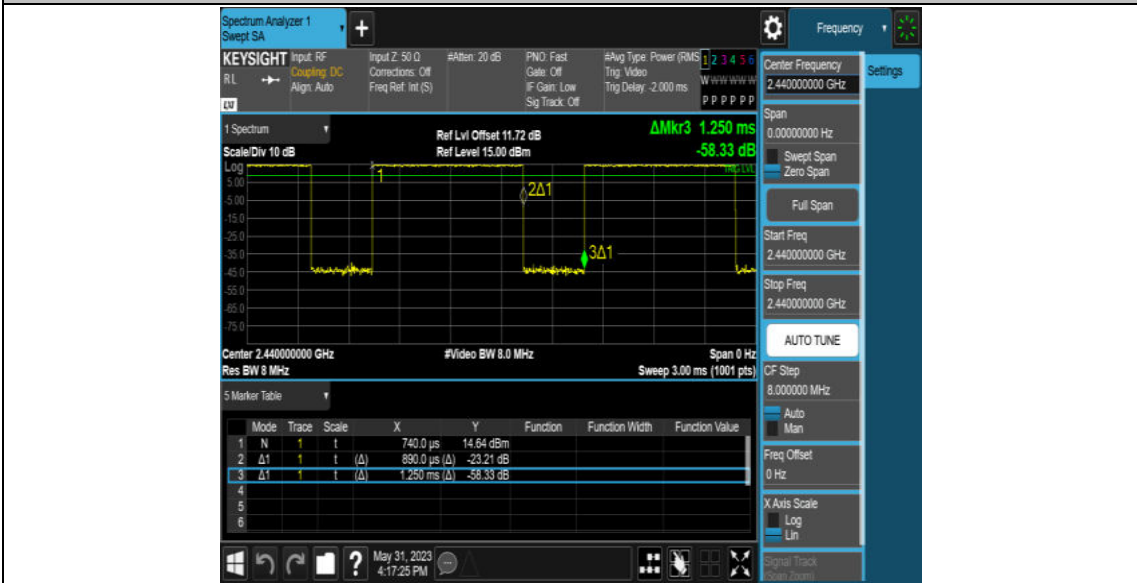 Spectrum Analyzer 1
Swept SA
+
Frequency
KEYSIGHT Input: RF Input Z: 50 Ω #Atten: 20 dB PNO: Fast #Avg Type: Power (RMS 1 2 3 4 5 6
R L Coupling: DC Corrections: Off Gate: Off Trig: Video
Align: Auto Freq Ref: Int (S) IF Gain: Low Trig Delay: -2.000 ms W W W W W W
LXI Sig Track: Off P P P P P P
1 Spectrum Ref Lvl Offset 11.72 dB ΔMkr3 1.250 ms
Scale/Div 10 dB Ref Level 15.00 dBm -58.33 dB
Log TRIG LVL
1
5.00
2Δ1
-5.00
-15.0
-25.0
-35.0
3Δ1
-45.0
-55.0
-65.0
-75.0
Center 2.440000000 GHz #Video BW 8.0 MHz Span 0 Hz
Res BW 8 MHz Sweep 3.00 ms (1001 pts)
5 Marker Table
Mode Trace Scale X Y Function Function Width Function Value
1 N 1 t 740.0 µs 14.64 dBm
2 Δ1 1 t (Δ) 890.0 µs (Δ) -23.21 dB
3 Δ1 1 t (Δ) 1.250 ms (Δ) -58.33 dB
4
5
6
?
May 31, 2023
4:17:25 PM
Settings
Center Frequency
2.440000000 GHz
Span
0.00000000 Hz
Swept Span
Zero Span
Full Span
Start Freq
2.440000000 GHz
Stop Freq
2.440000000 GHz
AUTO TUNE
CF Step
8.000000 MHz
Auto
Man
Freq Offset
0 Hz
X Axis Scale
Log
Lin
Signal Track
(Span Zoom)